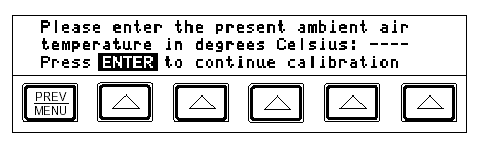 Please enter the present ambient air
temperature in degrees Celsius: ----
Press ENTER to continue calibration
PREV
MENU